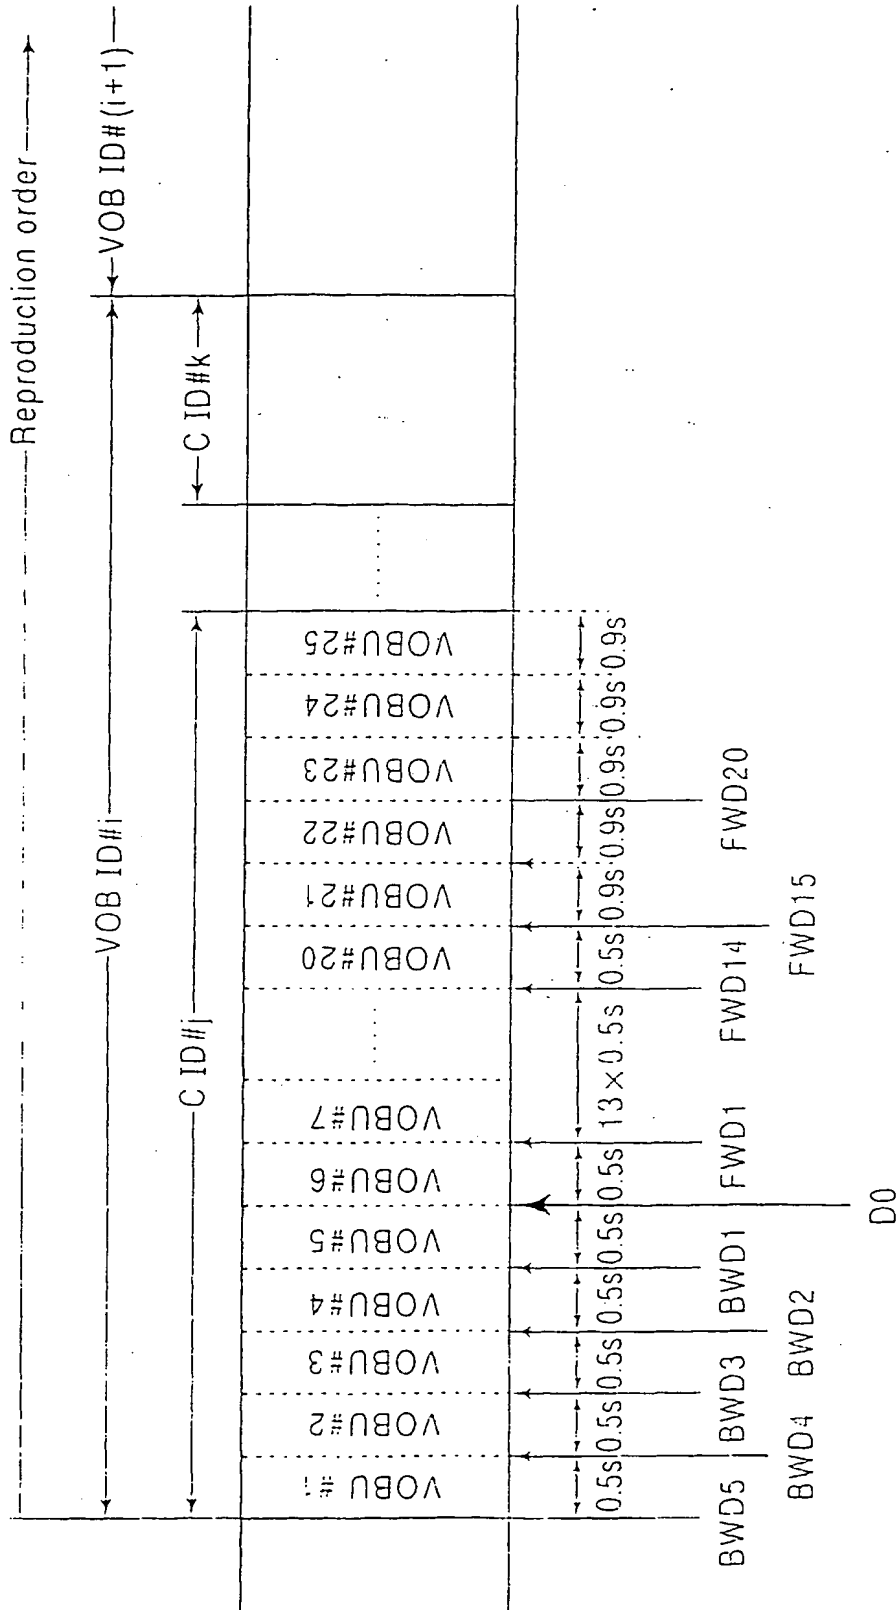 Reproduction order
VOB ID#i
VOB ID#(i+1)
C ID#j
C ID#k
VOBU #1
VOBU#2
VOBU#3
VOBU#4
VOBU#5
VOBU#6
VOBU#7
........
VOBU#20
VOBU#21
VOBU#22
VOBU#23
VOBU#24
VOBU#25
........
0.5s
0.5s
0.5s
0.5s
0.5s
0.5s
13×0.5s
0.5s
0.9s
0.9s
0.9s
0.9s
0.9s
BWD5
BWD4
BWD3
BWD2
BWD1
D0
FWD1
FWD14
FWD15
FWD20